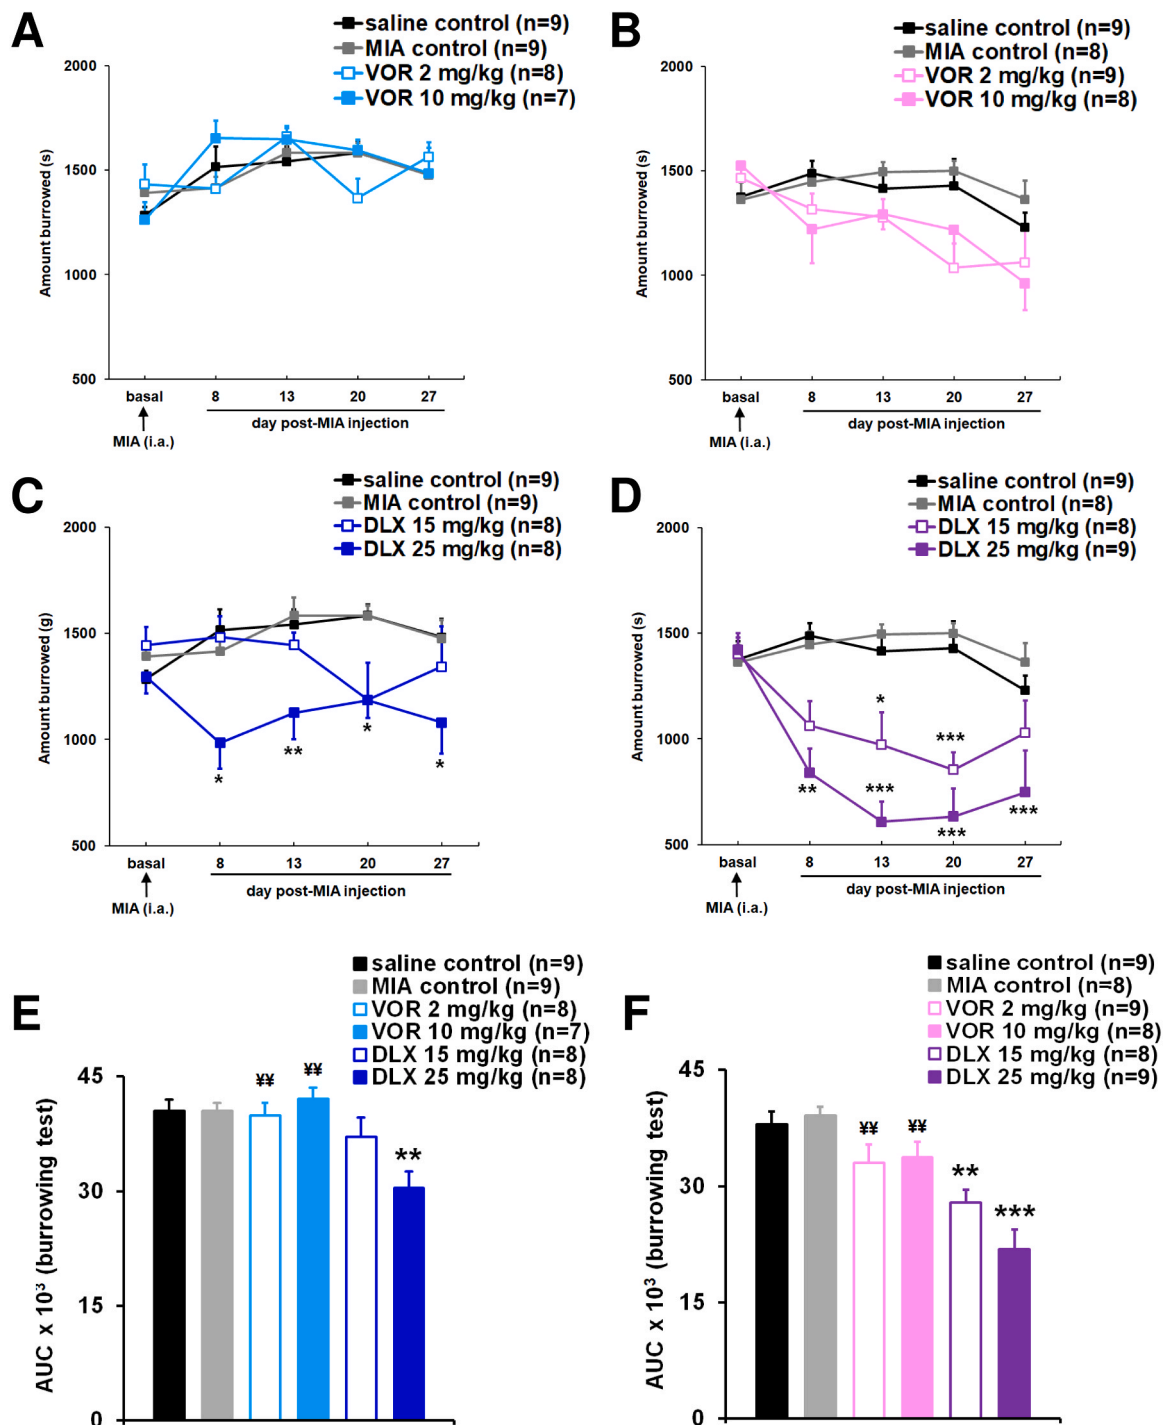 A
saline control (n=9)
MIA control (n=9)
VOR 2 mg/kg (n=8)
VOR 10 mg/kg (n=7)
2000
1500
1000
500
Amount burrowed (s)
basal
8
13
20
27
day post-MIA injection
MIA (i.a.)
B
saline control (n=9)
MIA control (n=8)
VOR 2 mg/kg (n=9)
VOR 10 mg/kg (n=8)
2000
1500
1000
500
Amount burrowed (s)
basal
8
13
20
27
day post-MIA injection
MIA (i.a.)
C
saline control (n=9)
MIA control (n=9)
DLX 15 mg/kg (n=8)
DLX 25 mg/kg (n=8)
2000
1500
1000
500
Amount burrowed (g)
*
**
*
*
basal
8
13
20
27
day post-MIA injection
MIA (i.a.)
D
saline control (n=9)
MIA control (n=8)
DLX 15 mg/kg (n=8)
DLX 25 mg/kg (n=9)
2000
1500
1000
500
Amount burrowed (s)
*
***
**
***
***
***
basal
8
13
20
27
day post-MIA injection
MIA (i.a.)
E
saline control (n=9)
MIA control (n=9)
VOR 2 mg/kg (n=8)
VOR 10 mg/kg (n=7)
DLX 15 mg/kg (n=8)
DLX 25 mg/kg (n=8)
45
30
15
0
AUC x 10³ (burrowing test)
¥¥
¥¥
**
F
saline control (n=9)
MIA control (n=8)
VOR 2 mg/kg (n=9)
VOR 10 mg/kg (n=8)
DLX 15 mg/kg (n=8)
DLX 25 mg/kg (n=9)
45
30
15
0
AUC x 10³ (burrowing test)
¥¥
¥¥
**
***